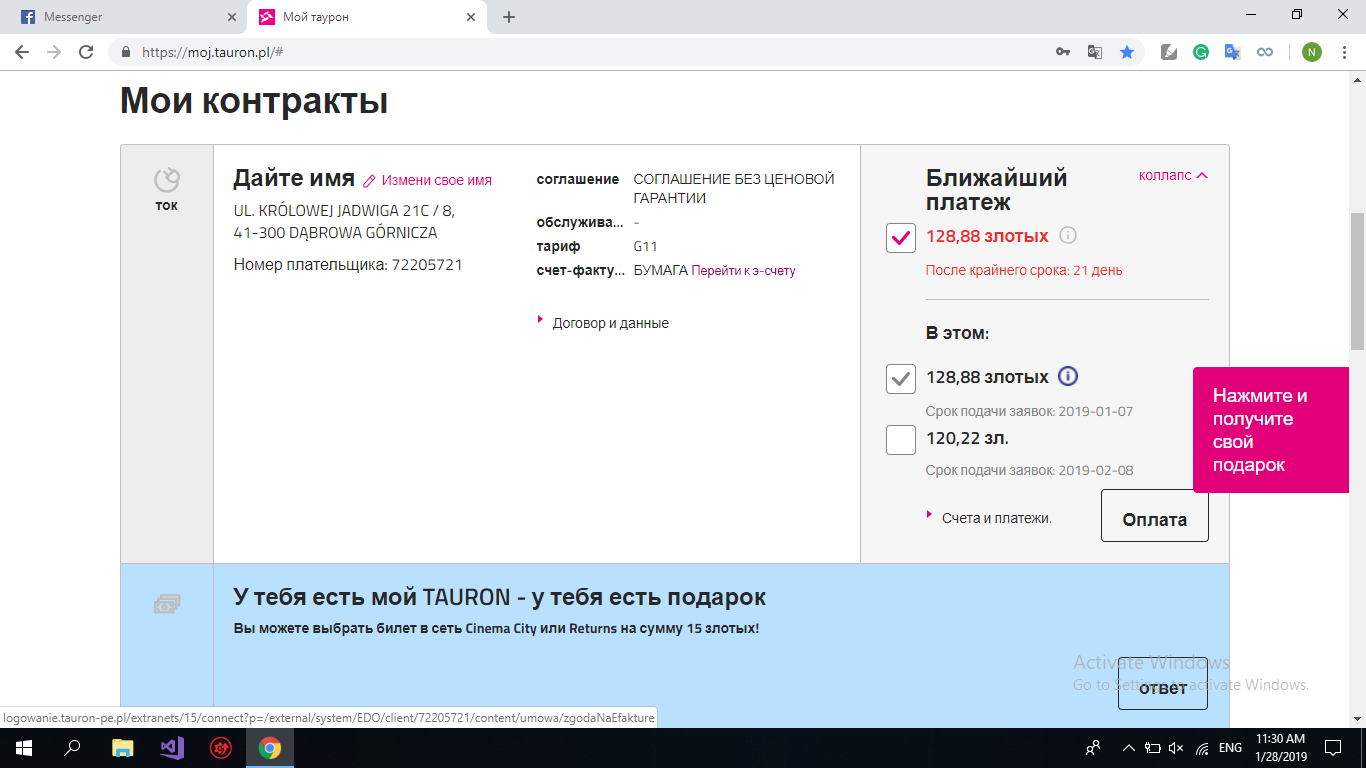 Messenger
Мой таурон
https://moj.tauron.pl/#
N
Мои контракты
ток
Дайте имя Измени свое имя
UL. KRÓLOWEJ JADWIGA 21C / 8,
41-300 DĄBROWA GÓRNICZA
Номер плательщика: 72205721
соглашение СОГЛАШЕНИЕ БЕЗ ЦЕНОВОЙ
ГАРАНТИИ
обслужива... -
тариф G11
счет-факту... БУМАГА Перейти к э-счету
Договор и данные
Ближайший
платеж
коллапс
128,88 злотых
После крайнего срока: 21 день
В этом:
128,88 злотых
Срок подачи заявок: 2019-01-07
120,22 зл.
Срок подачи заявок: 2019-02-08
Счета и платежи.
Оплата
Нажмите и
получите
свой
подарок
У тебя есть мой TAURON - у тебя есть подарок
Вы можете выбрать билет в сеть Cinema City или Returns на сумму 15 злотых!
ответ
Activate Windows
Go to Settings to activate Windows.
logowanie.tauron-pe.pl/extranets/15/connect?p=/external/system/EDO/client/72205721/content/umowa/zgodaNaEfakture
ENG
11:30 AM
1/28/2019